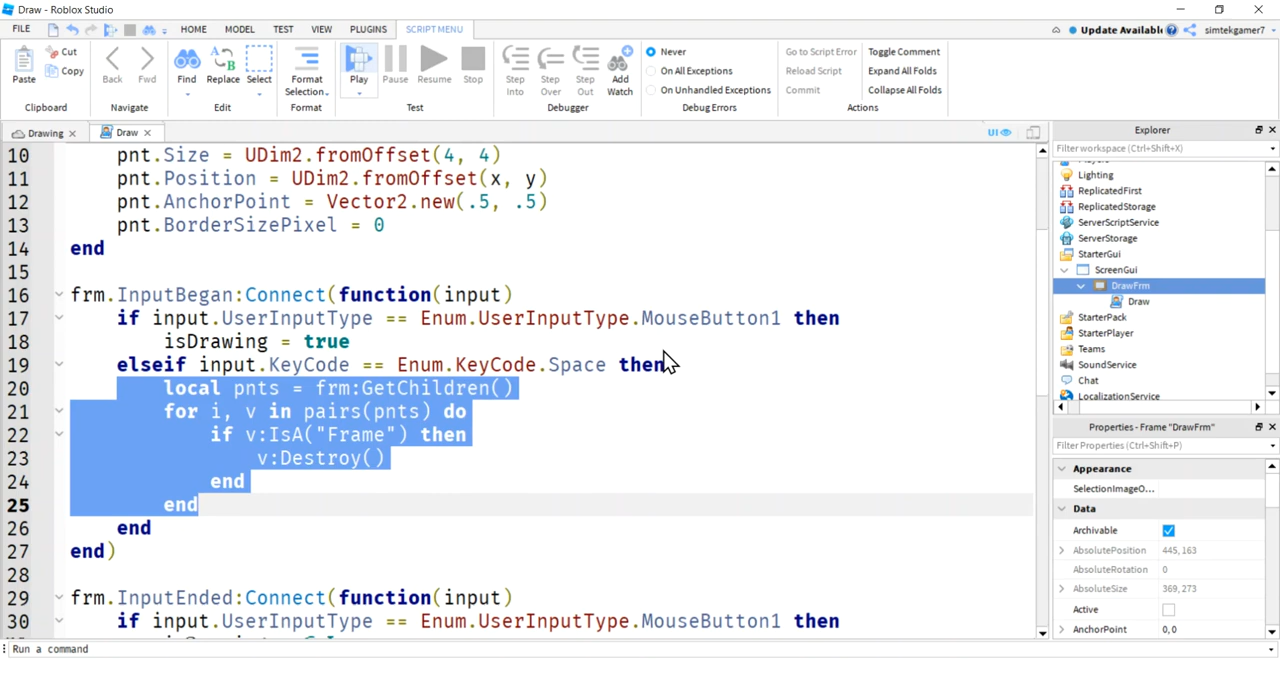 Draw - Roblox Studio
FILE
HOME
MODEL
TEST
VIEW
PLUGINS
SCRIPT MENU
Update Availabl
simtekgamer7
Paste
Cut
Copy
Clipboard
Back
Fwd
Navigate
Find
Replace
Select
Edit
Format
Selection
Format
Play
Pause
Resume
Stop
Test
Step
Into
Step
Over
Step
Out
Add
Watch
Debugger
Never
On All Exceptions
On Unhandled Exceptions
Debug Errors
Go to Script Error
Reload Script
Commit
Toggle Comment
Expand All Folds
Collapse All Folds
Actions
Drawing
Draw
UI
10 pnt.Size = UDim2.fromOffset(4, 4)
11 pnt.Position = UDim2.fromOffset(x, y)
12 pnt.AnchorPoint = Vector2.new(.5, .5)
13 pnt.BorderSizePixel = 0
14 end
15
16 frm.InputBegan:Connect(function(input)
17 if input.UserInputType == Enum.UserInputType.MouseButton1 then
18 isDrawing = true
19 elseif input.KeyCode == Enum.KeyCode.Space then
20 local pnts = frm:GetChildren()
21 for i, v in pairs(pnts) do
22 if v:IsA("Frame") then
23 v:Destroy()
24 end
25 end
26 end
27 end)
28
29 frm.InputEnded:Connect(function(input)
30 if input.UserInputType == Enum.UserInputType.MouseButton1 then
Run a command
Explorer
Filter workspace (Ctrl+Shift+X)
Lighting
ReplicatedFirst
ReplicatedStorage
ServerScriptService
ServerStorage
StarterGui
ScreenGui
DrawFrm
Draw
StarterPack
StarterPlayer
Teams
SoundService
Chat
LocalizationService
Properties - Frame "DrawFrm"
Filter Properties (Ctrl+Shift+P)
Appearance
SelectionImageO...
Data
Archivable
AbsolutePosition 445, 163
AbsoluteRotation 0
AbsoluteSize 369, 273
Active
AnchorPoint 0, 0